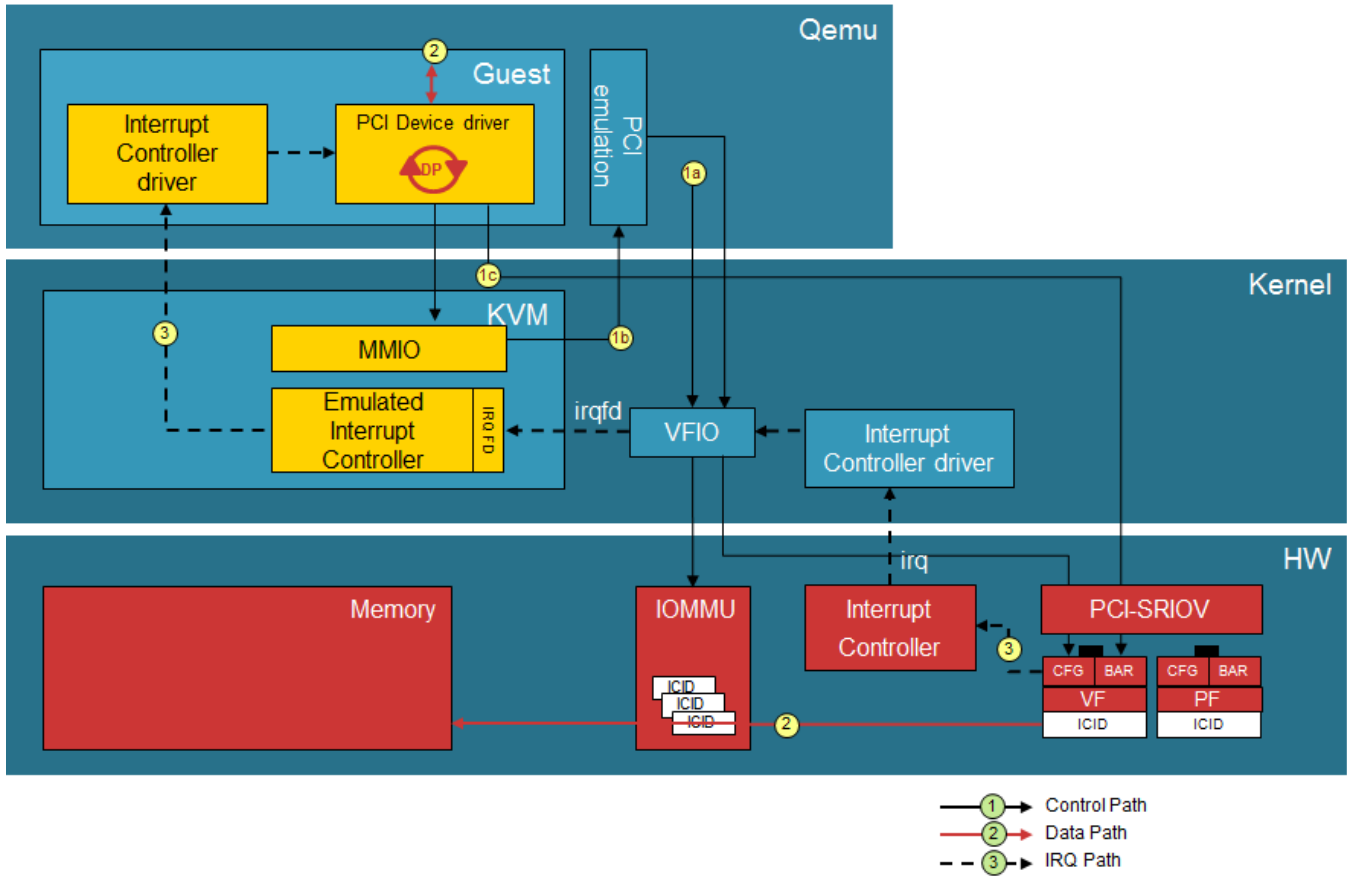 Qemu
2
Guest
Interrupt
Controller
driver
PCI Device driver
DP
PCI
emulation
1a
1c
Kernel
KVM
3
MMIO
1b
Emulated
Interrupt
Controller
IRQ FD
irqfd
VFIO
Interrupt
Controller driver
HW
irq
Memory
IOMMU
Interrupt
Controller
PCI-SRIOV
3
CFG BAR
VF
ICID
CFG BAR
PF
ICID
ICID
ICID
ICID
2
1 Control Path
2 Data Path
3 IRQ Path